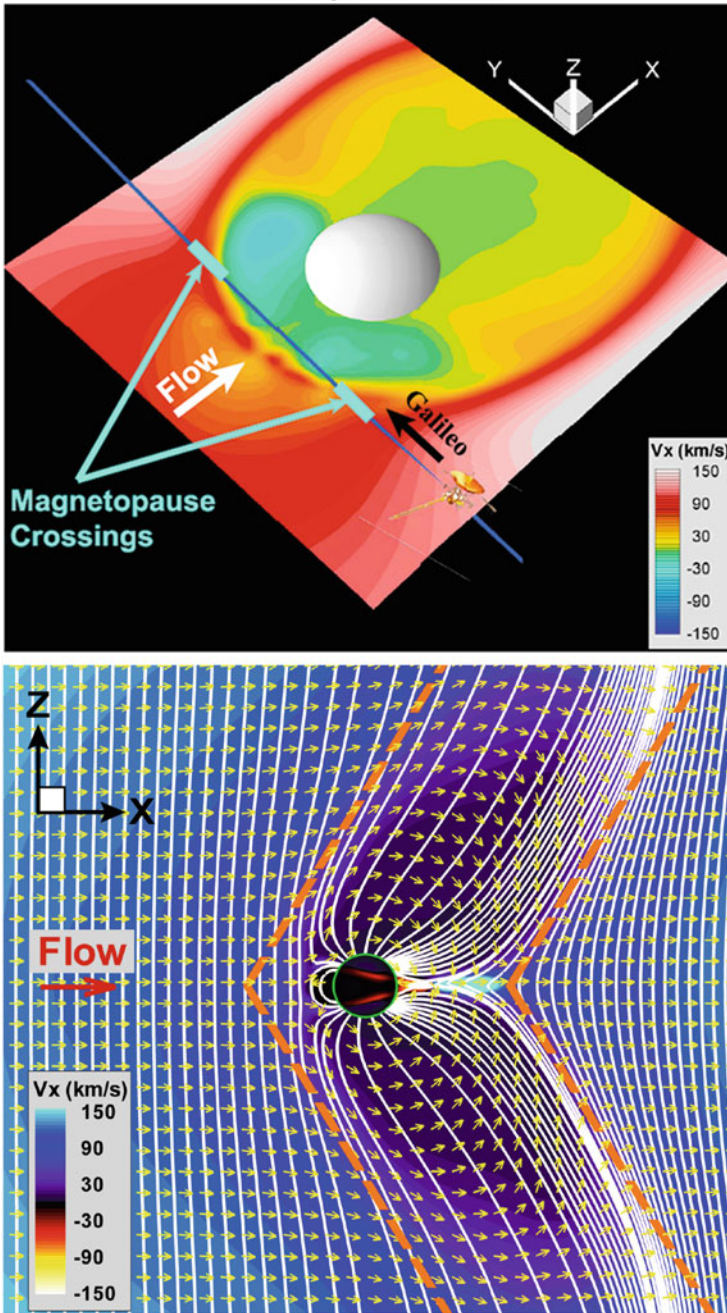 Y
Z
X
Flow
Galileo
Magnetopause
Crossings
Vx (km/s)
150
90
30
-30
-90
-150
Z
X
Flow
Vx (km/s)
150
90
30
-30
-90
-150